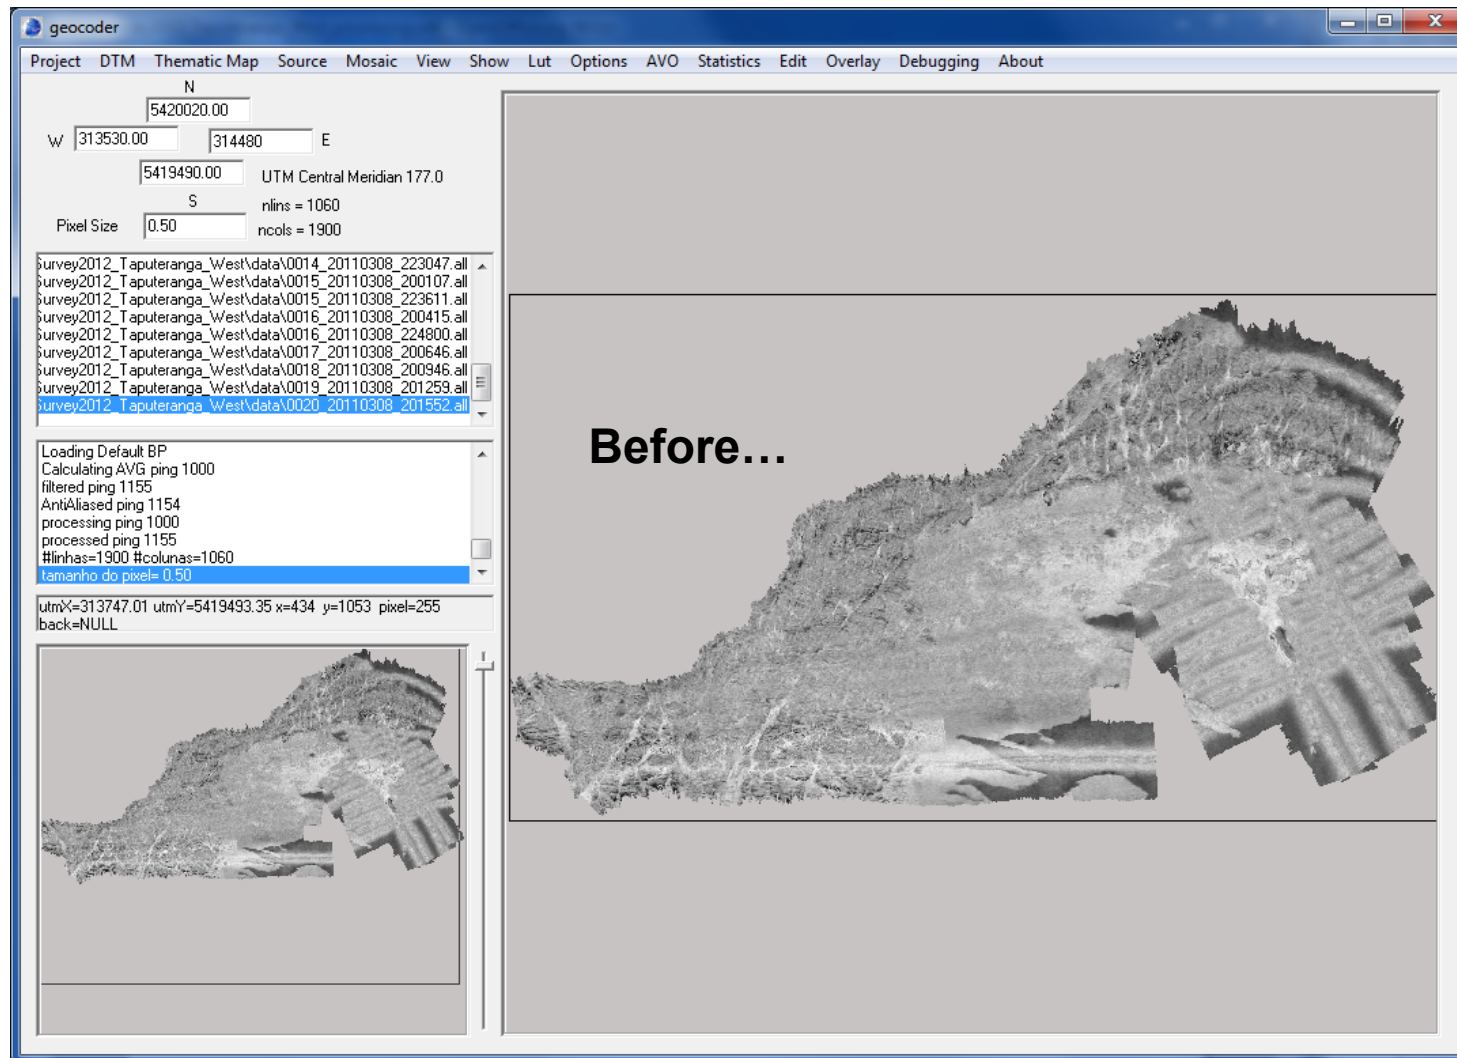 geocoder
Project DTM Thematic Map Source Mosaic View Show Lut Options AVO Statistics Edit Overlay Debugging About
N
5420020.00
W 313530.00 314480 E
5419490.00 UTM Central Meridian 177.0
S nlins = 1060
Pixel Size 0.50 ncols = 1900
Survey2012_Taputeranga_West\data\0014_20110308_223047.all
Survey2012_Taputeranga_West\data\0015_20110308_200107.all
Survey2012_Taputeranga_West\data\0015_20110308_223611.all
Survey2012_Taputeranga_West\data\0016_20110308_200415.all
Survey2012_Taputeranga_West\data\0016_20110308_224800.all
Survey2012_Taputeranga_West\data\0017_20110308_200646.all
Survey2012_Taputeranga_West\data\0018_20110308_200946.all
Survey2012_Taputeranga_West\data\0019_20110308_201259.all
Survey2012_Taputeranga_West\data\0020_20110308_201552.all
Before...
Loading Default BP
Calculating AVG ping 1000
filtered ping 1155
AntiAliased ping 1154
processing ping 1000
processed ping 1155
#linhas=1900 #colunas=1060
tamanho do pixel= 0.50
utmX=313747.01 utmY=5419493.35 x=434 y=1053 pixel=255
back=NULL